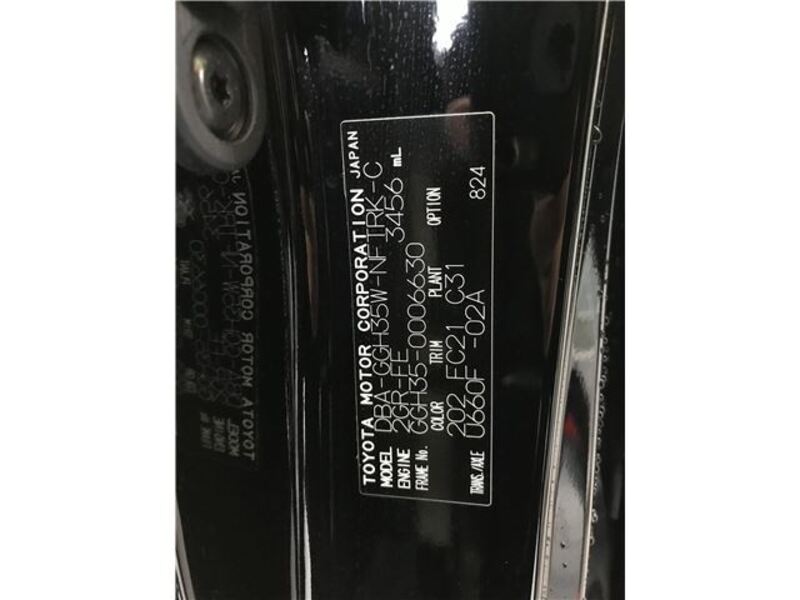 TOYOTA MOTOR CORPORATION JAPAN
MODEL DBA-GGH35W-NFTRK-C
ENGINE 2GR-FE 3456 mL
FRAME No. GGH35-0006630
COLOR TRIM PLANT OPTION
202 FC21 C31
TRANS./AXLE U660F -02A 824